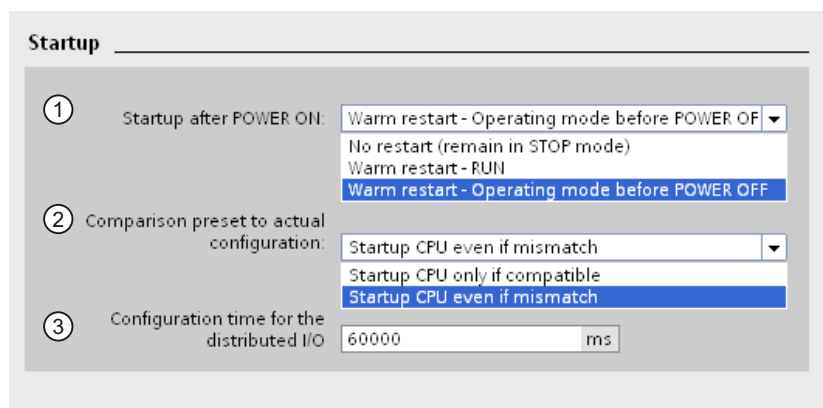 Startup
① Startup after POWER ON: Warm restart - Operating mode before POWER OF
No restart (remain in STOP mode)
Warm restart - RUN
Warm restart - Operating mode before POWER OFF
② Comparison preset to actual
configuration: Startup CPU even if mismatch
Startup CPU only if compatible
Startup CPU even if mismatch
③ Configuration time for the
distributed I/O 60000 ms